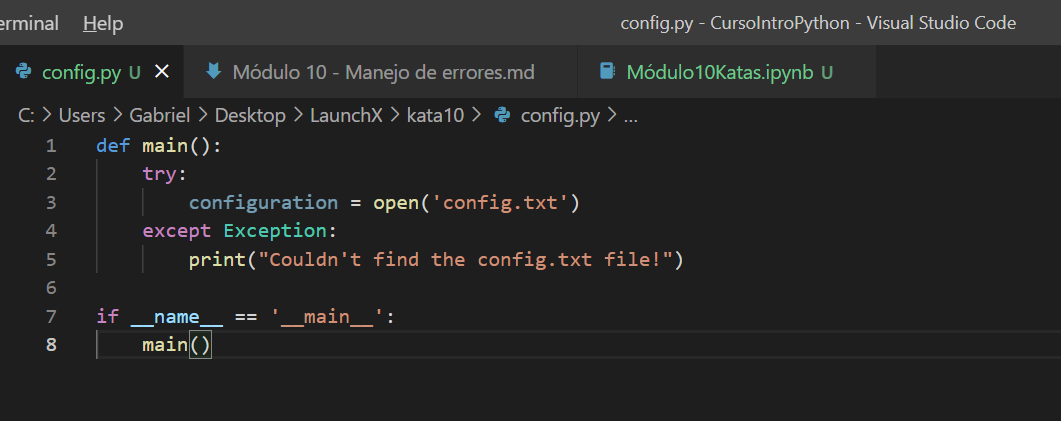 erminal Help config.py - CursoIntroPython - Visual Studio Code
config.py U Módulo 10 - Manejo de errores.md Módulo10Katas.ipynb U
C: > Users > Gabriel > Desktop > LaunchX > kata10 > config.py > ...
1 def main():
2     try:
3         configuration = open('config.txt')
4     except Exception:
5         print("Couldn't find the config.txt file!")
6
7 if __name__ == '__main__':
8     main()